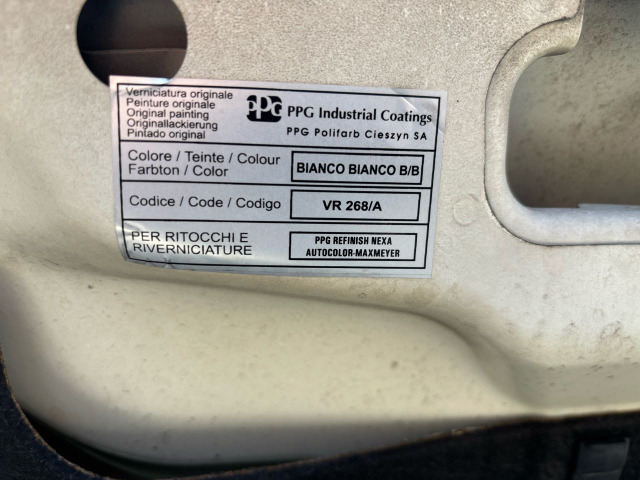 Verniciatura originale
Peinture originale
Original painting
Originallackierung
Pintado original
PPG PPG Industrial Coatings
PPG Polifarb Cieszyn SA
Colore / Teinte / Colour
Farbton / Color
BIANCO BIANCO B/B
Codice / Code / Codigo
VR 268/A
PER RITOCCHI E
RIVERNICIATURE
PPG REFINISH NEXA
AUTOCOLOR-MAXMEYER